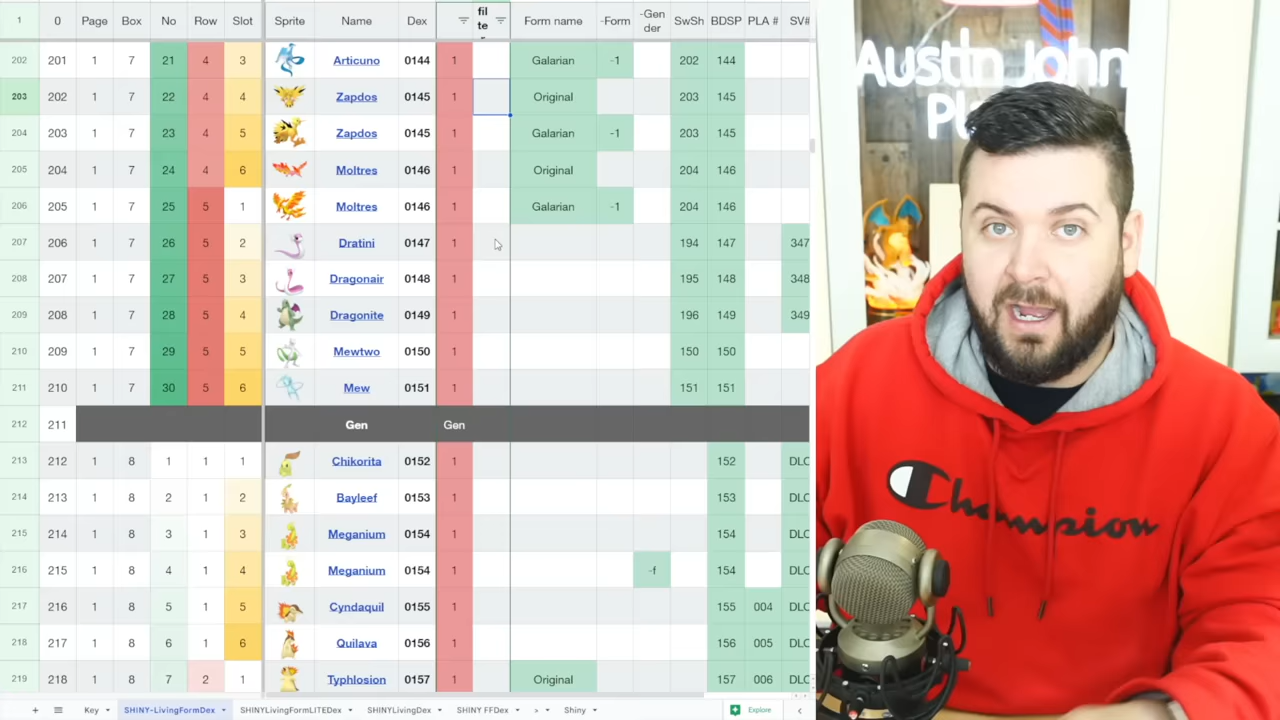 1 0 Page Box No Row Slot Sprite Name Dex fil te r Form name -Form -Gen der SwSh BDSP PLA # SV#
202 201 1 7 21 4 3 Articuno 0144 1 Galarian -1 202 144
203 202 1 7 22 4 4 Zapdos 0145 1 Original 203 145
204 203 1 7 23 4 5 Zapdos 0145 1 Galarian -1 203 145
205 204 1 7 24 4 6 Moltres 0146 1 Original 204 146
206 205 1 7 25 5 1 Moltres 0146 1 Galarian -1 204 146
207 206 1 7 26 5 2 Dratini 0147 1 194 147 347
208 207 1 7 27 5 3 Dragonair 0148 1 195 148 348
209 208 1 7 28 5 4 Dragonite 0149 1 196 149 349
210 209 1 7 29 5 5 Mewtwo 0150 1 150 150
211 210 1 7 30 5 6 Mew 0151 1 151 151
212 211 Gen Gen
213 212 1 8 1 1 1 Chikorita 0152 1 152 DLC
214 213 1 8 2 1 2 Bayleef 0153 1 153 DLC
215 214 1 8 3 1 3 Meganium 0154 1 154 DLC
216 215 1 8 4 1 4 Meganium 0154 1 -f 154 DLC
217 216 1 8 5 1 5 Cyndaquil 0155 1 155 004 DLC
218 217 1 8 6 1 6 Quilava 0156 1 156 005 DLC
219 218 1 8 7 2 1 Typhlosion 0157 1 Original 157 006 DLC
+ Key SHINY-LivingFormDex SHINYLivingFormLITEDex SHINYLivingDex SHINY FFDex > Shiny Explore <
Austin John
Pl
Champion